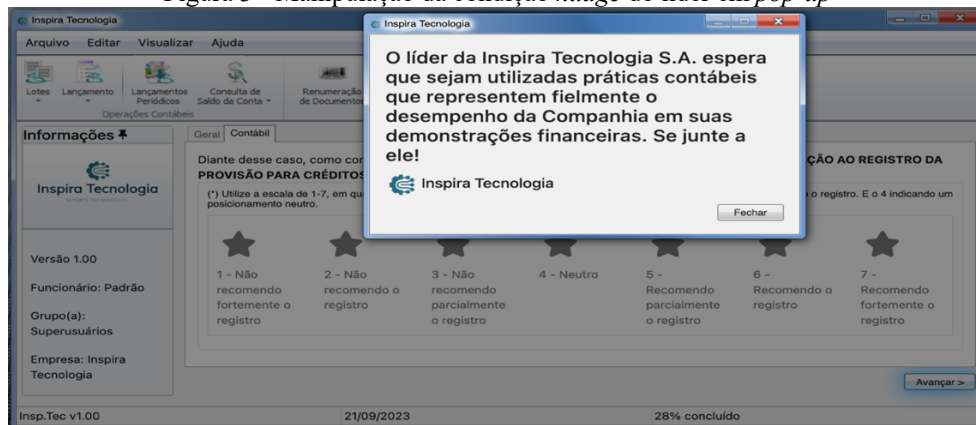 Inspira Tecnologia
Arquivo Editar Visualizar Ajuda
Lotes
Lançamento
Lançamentos Periódicos
Consulta de Saldo da Conta
Renumeração de Documentos
Operações Contábeis
Inspira Tecnologia
O líder da Inspira Tecnologia S.A. espera
que sejam utilizadas práticas contábeis
que representem fielmente o
desempenho da Companhia em suas
demonstrações financeiras. Se junte a
ele!
Inspira Tecnologia
Fechar
Informações
Inspira Tecnologia
Versão 1.00
Funcionário: Padrão
Grupo(a):
Superusuários
Empresa: Inspira
Tecnologia
Geral Contábil
Diante desse caso, como ÇÃO AO REGISTRO DA
PROVISÃO PARA CRÉDITOS
(*) Utilize a escala de 1-7, em o registro. E o 4 indicando um
posicionamento neutro.
1 - Não
recomendo
fortemente o
registro
2 - Não
recomendo o
registro
3 - Não
recomendo
parcialmente
o registro
4 - Neutro
5 -
Recomendo
parcialmente
o registro
6 -
Recomendo o
registro
7 -
Recomendo
fortemente o
registro
Avançar >
Insp.Tec v1.00 21/09/2023 28% concluído